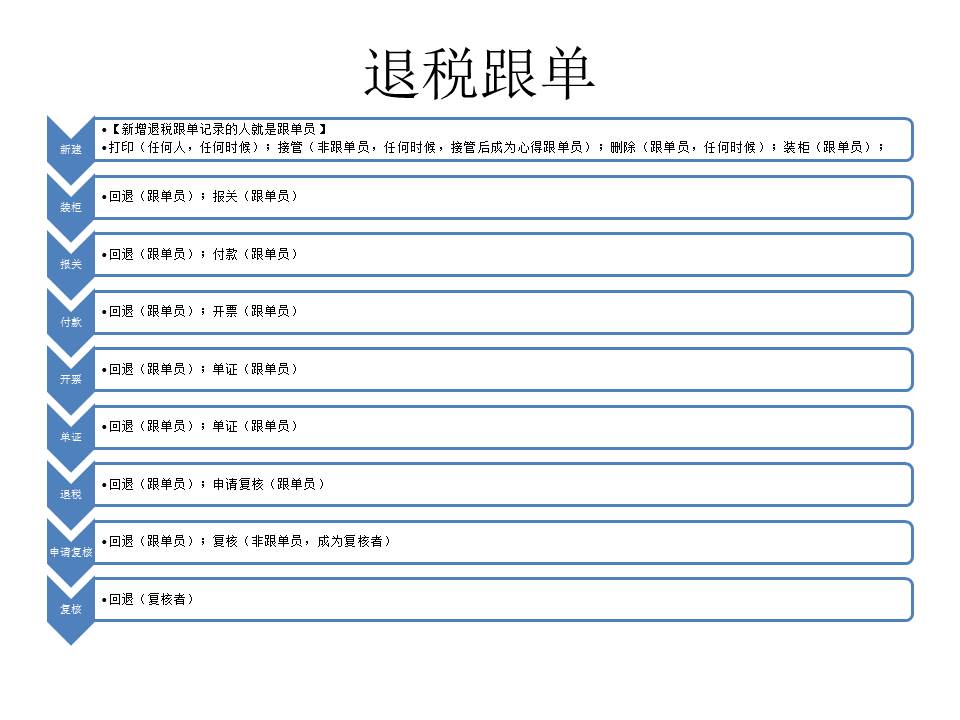 退税跟单
新建
•【新增退税跟单记录的人就是跟单员】
•打印（任何人，任何时候）；接管（非跟单员，任何时候，接管后成为心得跟单员）；删除（跟单员，任何时候）；装柜（跟单员）；
装柜
•回退（跟单员）；报关（跟单员）
报关
•回退（跟单员）；付款（跟单员）
付款
•回退（跟单员）；开票（跟单员）
开票
•回退（跟单员）；单证（跟单员）
单证
•回退（跟单员）；单证（跟单员）
退税
•回退（跟单员）；申请复核（跟单员）
申请复核
•回退（跟单员）；复核（非跟单员，成为复核者）
复核
•回退（复核者）